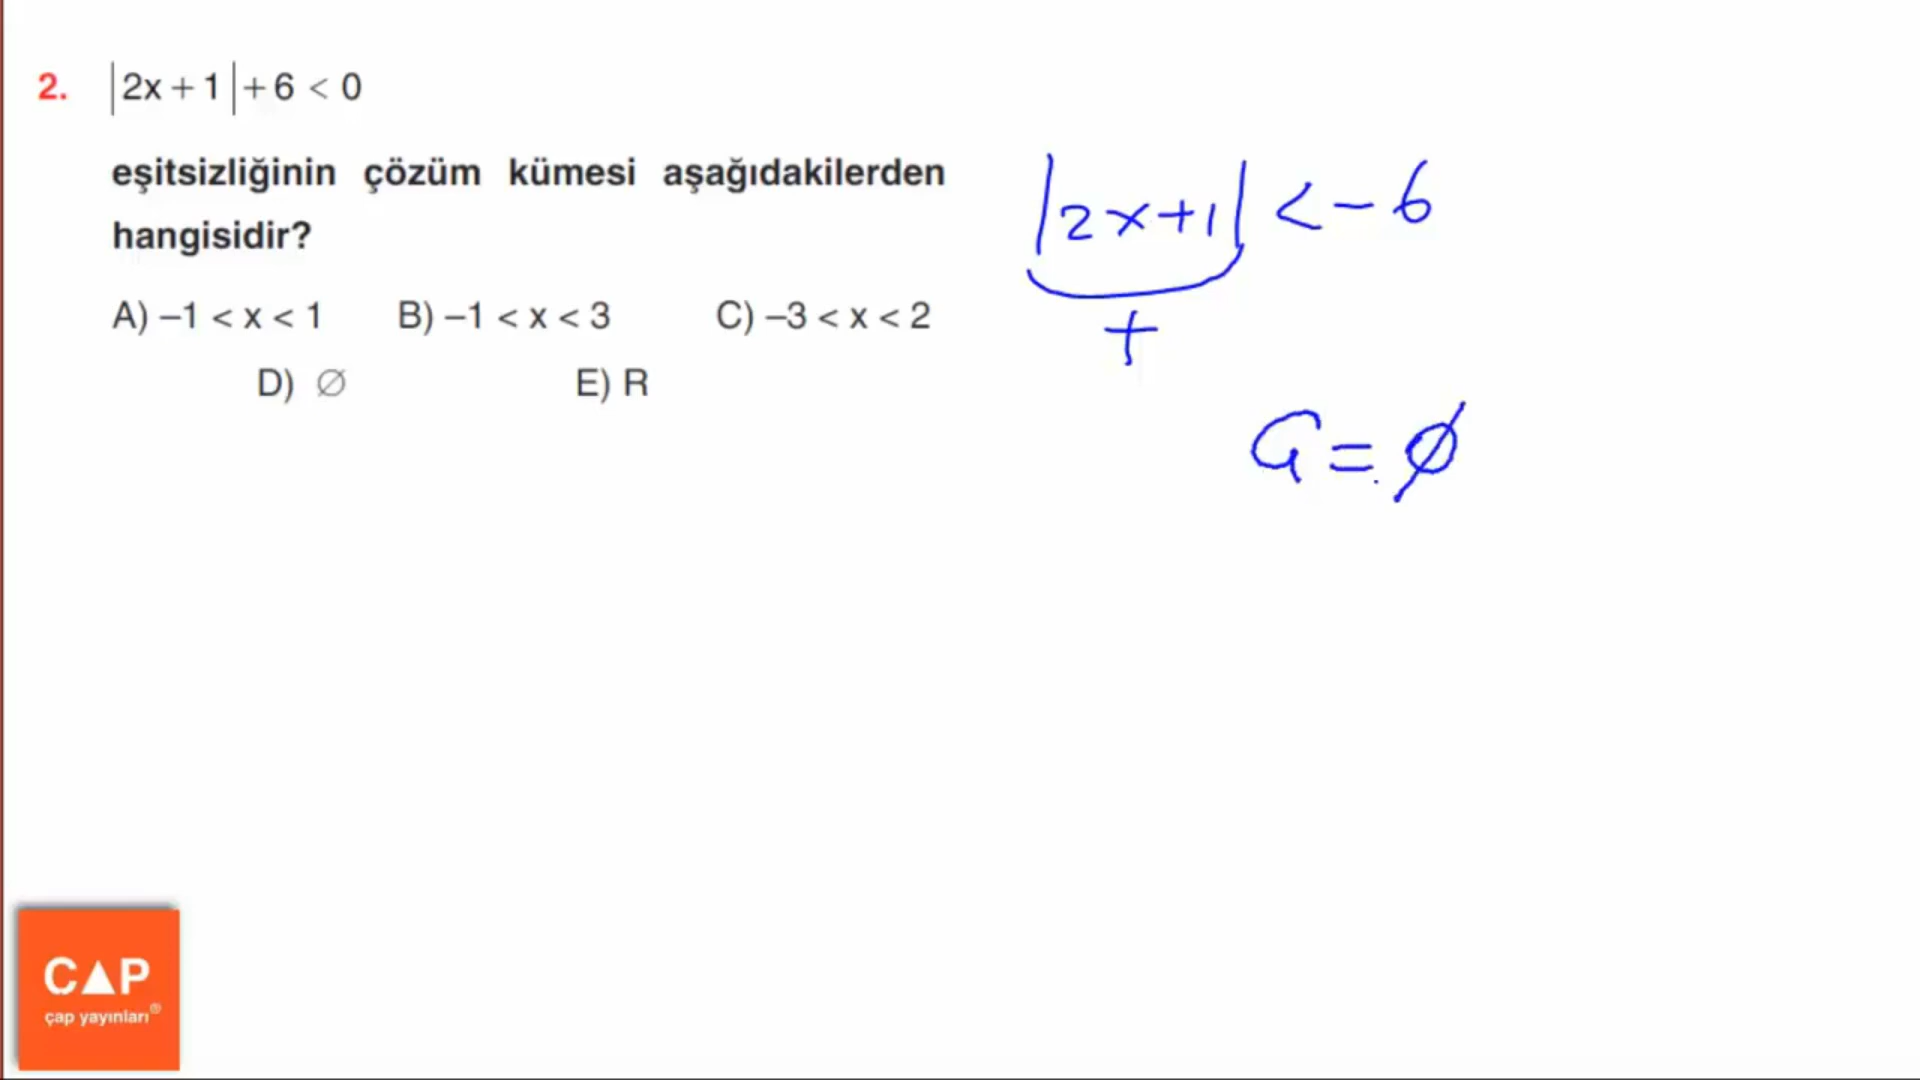 2. |2x + 1| + 6 < 0
eşitsizliğinin çözüm kümesi aşağıdakilerden
hangisidir?
A) –1 < x < 1 B) –1 < x < 3 C) –3 < x < 2
D) ∅ E) R
|2x+1| < -6
+
Ç = ∅
CAP
çap yayınları®